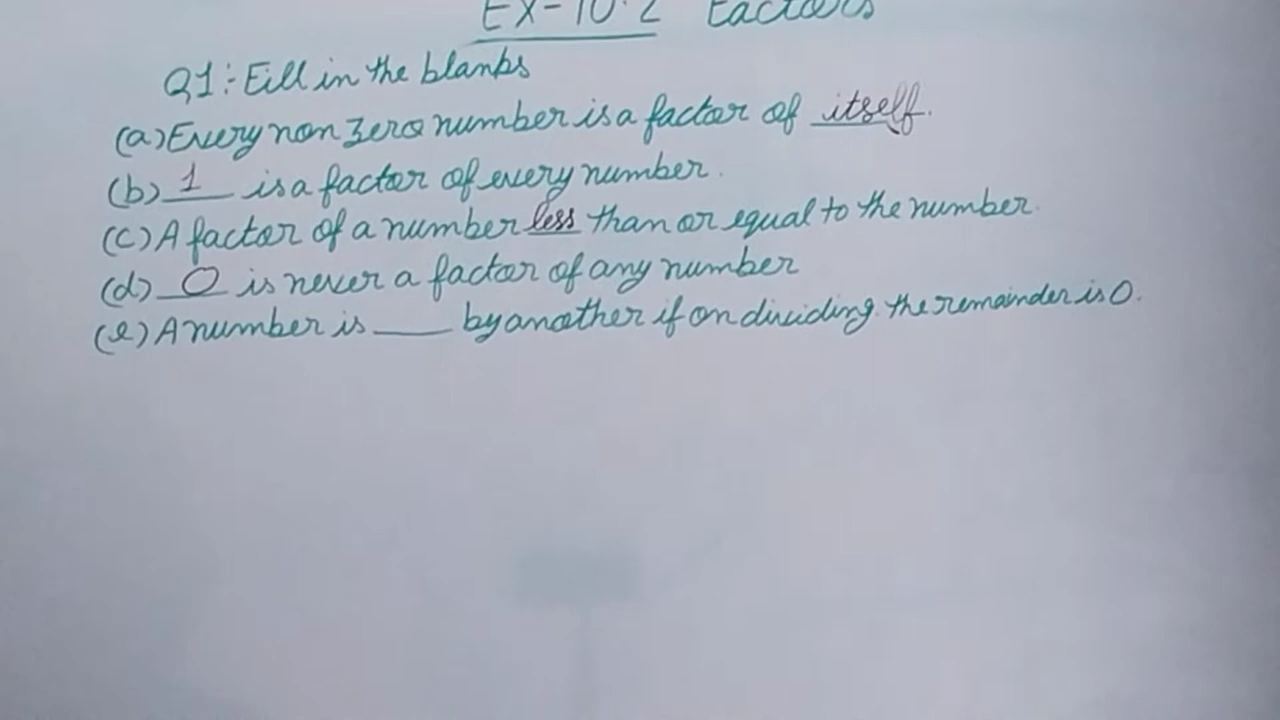 Ex-10.2 Factors
Q1:- Fill in the blanks
(a) Every non zero number is a factor of itself.
(b) 1 is a factor of every number.
(c) A factor of a number less than or equal to the number.
(d) 0 is never a factor of any number
(e) A number is ____ by another if on dividing the remainder is 0.